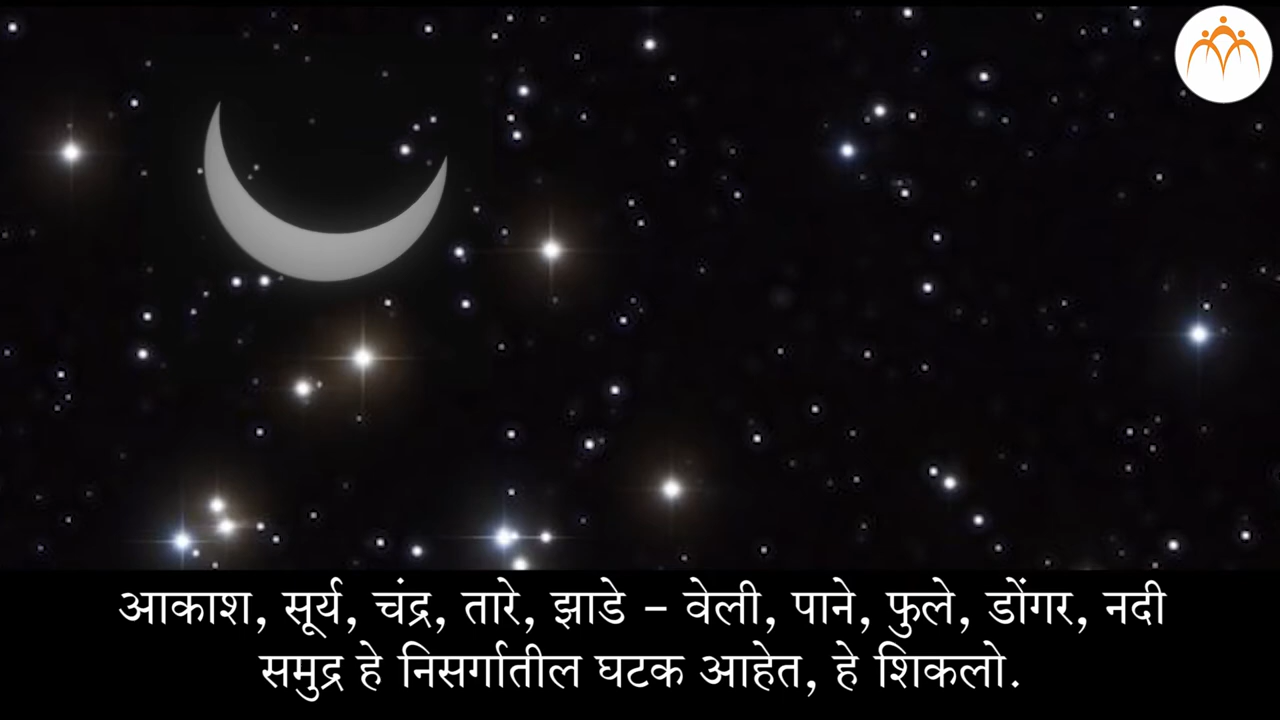 आकाश, सूर्य, चंद्र, तारे, झाडे – वेली, पाने, फुले, डोंगर, नदी
समुद्र हे निसर्गातील घटक आहेत, हे शिकलो.